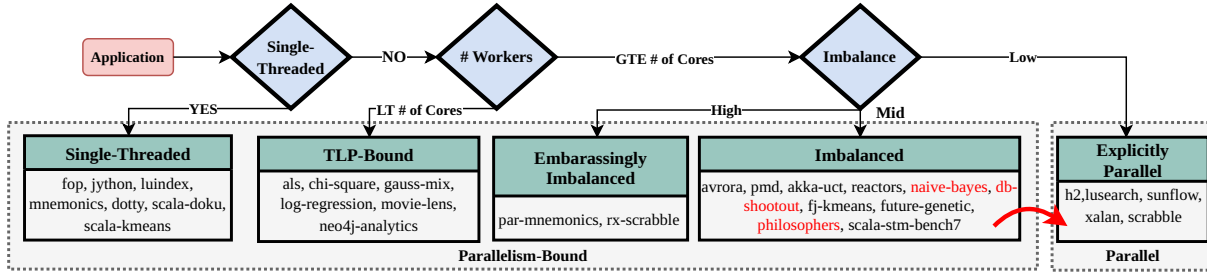 Application
Single-
Threaded
NO
# Workers
GTE # of Cores
Imbalance
Low
YES
LT # of Cores
High
Mid
Single-Threaded
fop, jython, luindex,
mnemonics, dotty, scala-doku,
scala-kmeans
TLP-Bound
als, chi-square, gauss-mix,
log-regression, movie-lens,
neo4j-analytics
Embarassingly
Imbalanced
par-mnemonics, rx-scrabble
Imbalanced
avrora, pmd, akka-uct, reactors, naive-bayes, db-
shootout, fj-kmeans, future-genetic,
philosophers, scala-stm-bench7
Explicitly
Parallel
h2,lusearch, sunflow,
xalan, scrabble
Parallelism-Bound
Parallel